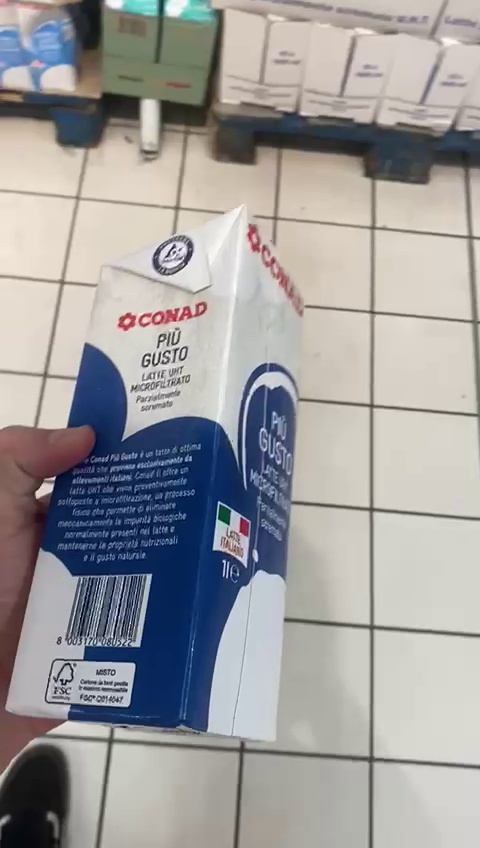 CONAD
PIÙ
GUSTO
LATTE UHT
MICROFILTRATO
Parzialmente
scremato
Conad Più Gusto è un latte di ottima
qualità che proviene esclusivamente da
allevamenti italiani. Conad ti offre un
latte UHT che viene preventivamente
sottoposto a microfiltrazione, un processo
fisico che permette di eliminare
meccanicamente le impurità biologiche
normalmente presenti nel latte e
mantenerne le proprietà nutrizionali
e il gusto naturale.
FSC
MISTO
CONAD
PIÙ
GUSTO
LATTE UHT
MICROFILTRATO
Parzialmente
scremato
LATTE
ITALIANO
1l e